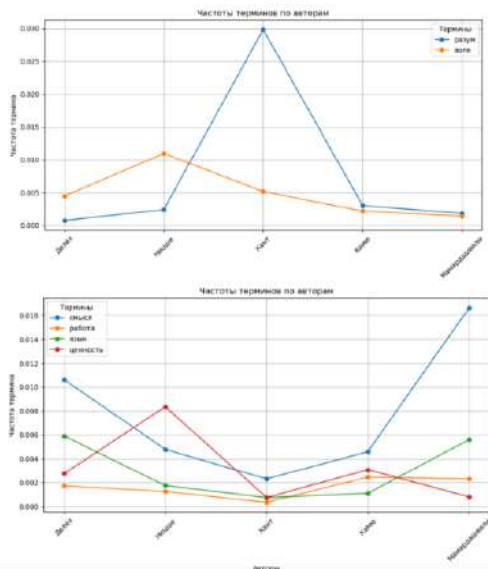 Частоты терминов по авторам
0.030
0.025
0.020
0.015
0.010
0.005
0.000
Частота термина
Термины
разум
воля
Делез
Ницше
Кант
Камю
Мамардашвили
Частоты терминов по авторам
0.016
0.014
0.012
0.010
0.008
0.006
0.004
0.002
0.000
Частота термина
Термины
смысл
работа
язык
ценность
Делез
Ницше
Кант
Камю
Мамардашвили